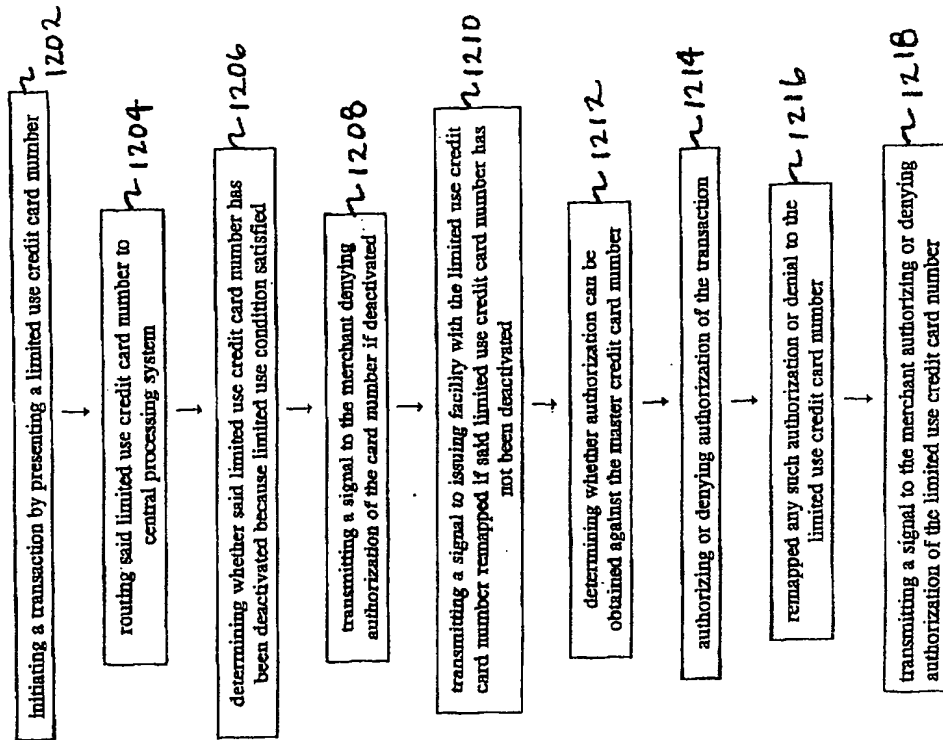 initiating a transaction by presenting a limited use credit card number
1202
routing said limited use credit card number to
central processing system
1204
determining whether said limited use credit card number has
been deactivated because limited use condition satisfied
1206
transmitting a signal to the merchant denying
authorization of the card number if deactivated
1208
transmitting a signal to issuing facility with the limited use credit
card number remapped if said limited use credit card number has
not been deactivated
1210
determining whether authorization can be
obtained against the master credit card number
1212
authorizing or denying authorization of the transaction
1214
remapped any such authorization or denial to the
limited use credit card number
1216
transmitting a signal to the merchant authorizing or denying
authorization of the limited use credit card number
1218